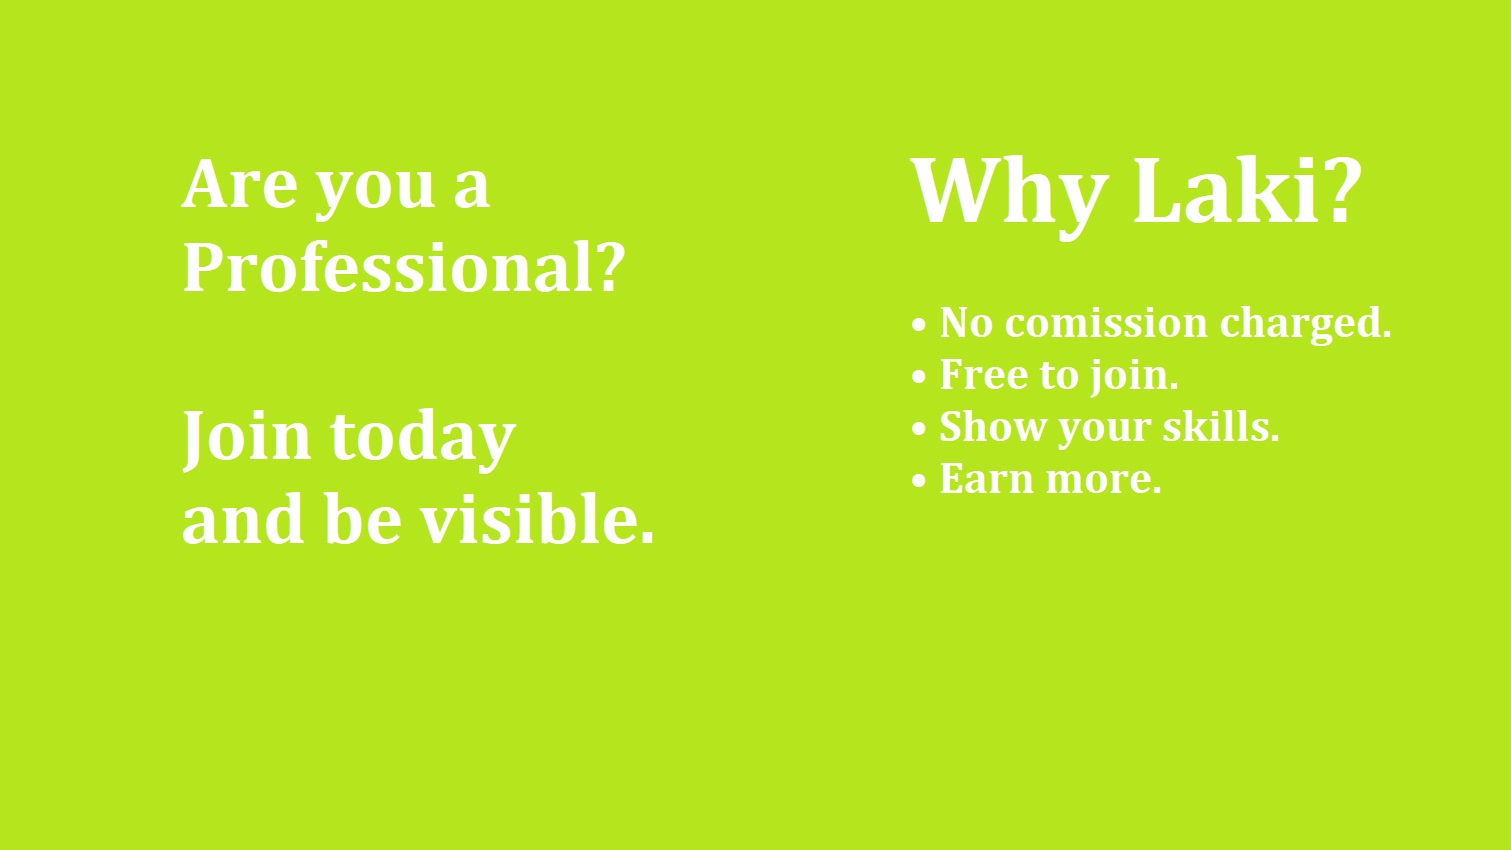 Are you a
Professional?
Join today
and be visible.
Why Laki?
• No comission charged.
• Free to join.
• Show your skills.
• Earn more.